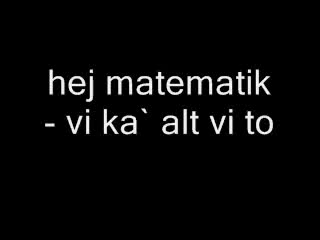 hej matematik
- vi ka` alt vi to